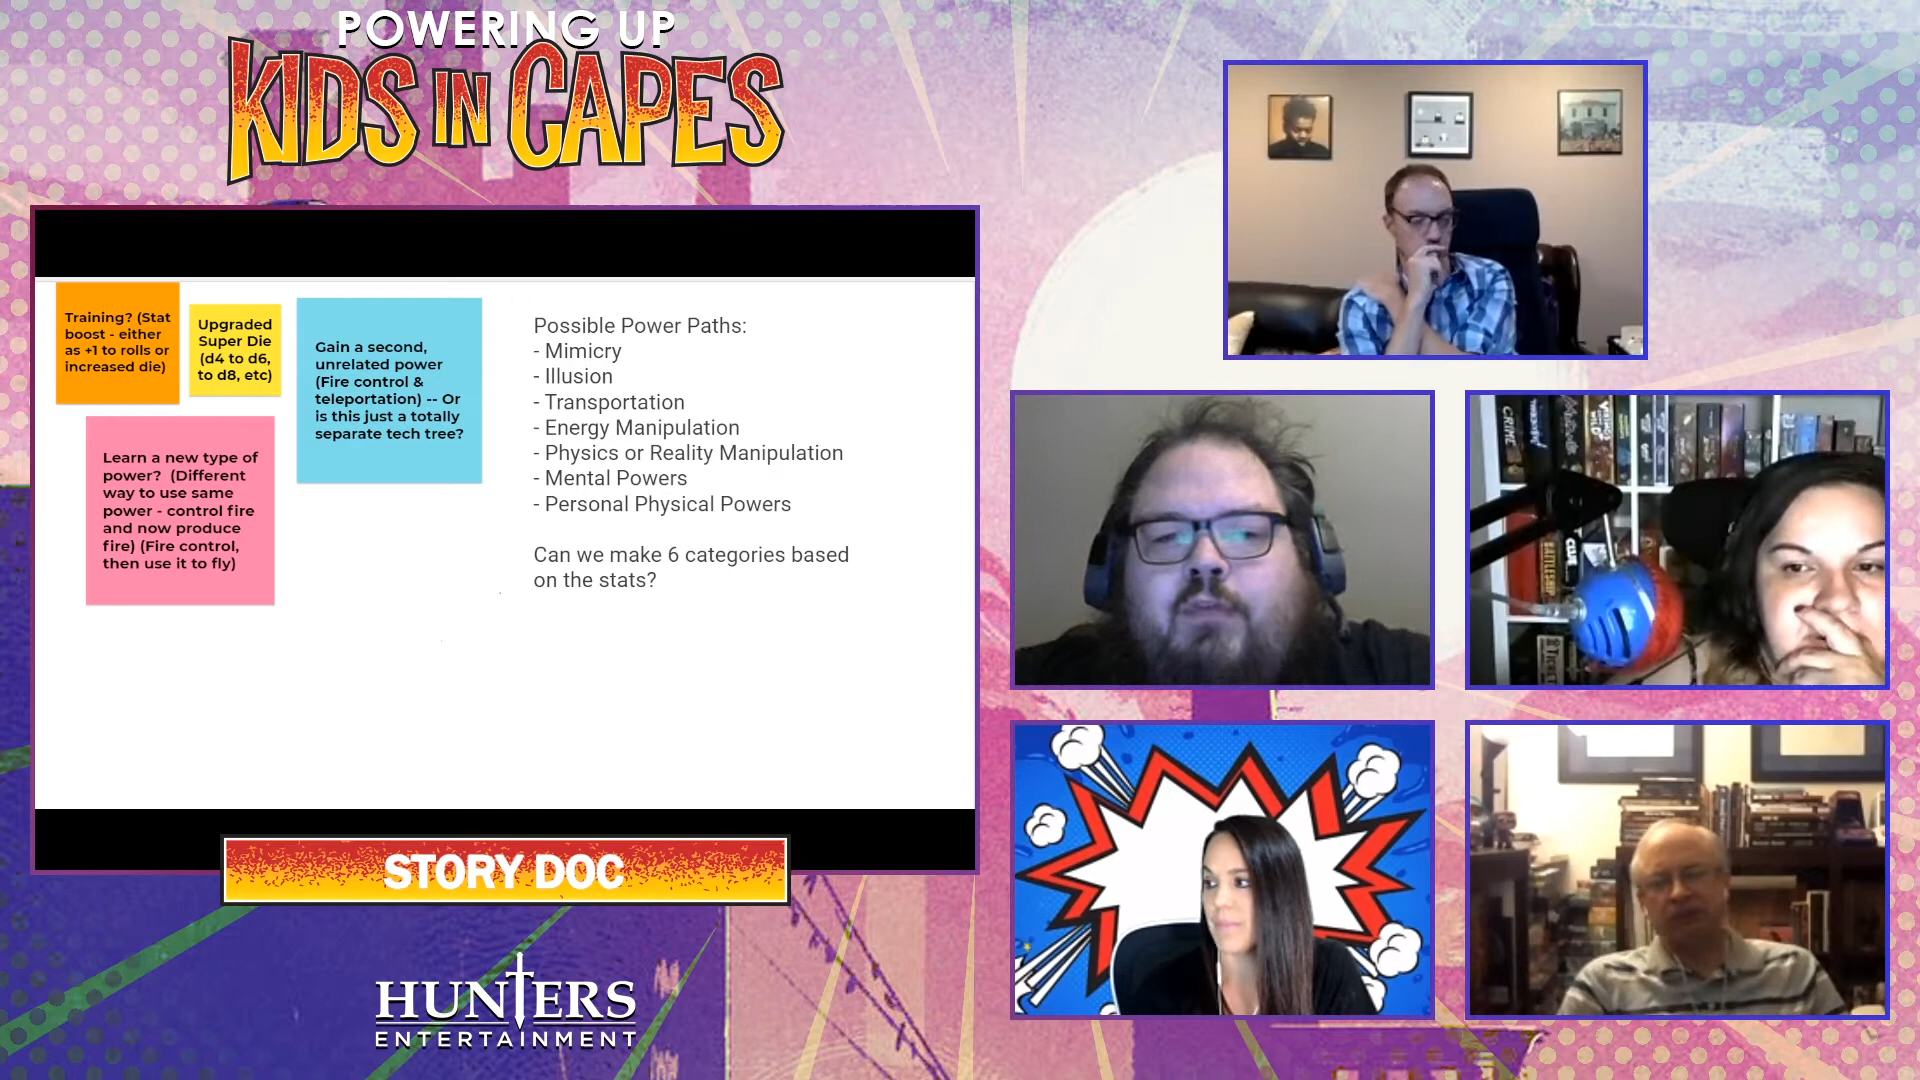 POWERING UP
KIDS IN CAPES
Training? (Stat
boost - either
as +1 to rolls or
increased die)
Upgraded
Super Die
(d4 to d6,
to d8, etc)
Gain a second,
unrelated power
(Fire control &
teleportation) -- Or
is this just a totally
separate tech tree?
Learn a new type of
power? (Different
way to use same
power - control fire
and now produce
fire) (Fire control,
then use it to fly)
Possible Power Paths:
- Mimicry
- Illusion
- Transportation
- Energy Manipulation
- Physics or Reality Manipulation
- Mental Powers
- Personal Physical Powers
Can we make 6 categories based
on the stats?
STORY DOC
HUNTERS
ENTERTAINMENT
CRIME
CLUE
BATTLESHIP